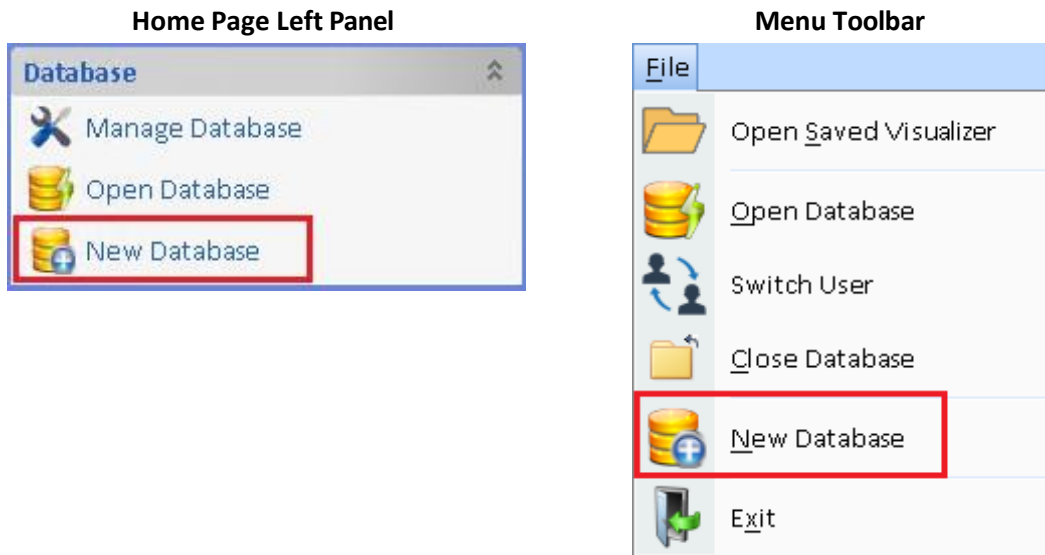 Home Page Left Panel
Database
Manage Database
Open Database
New Database
Menu Toolbar
File
Open Saved Visualizer
Open Database
Switch User
Close Database
New Database
Exit